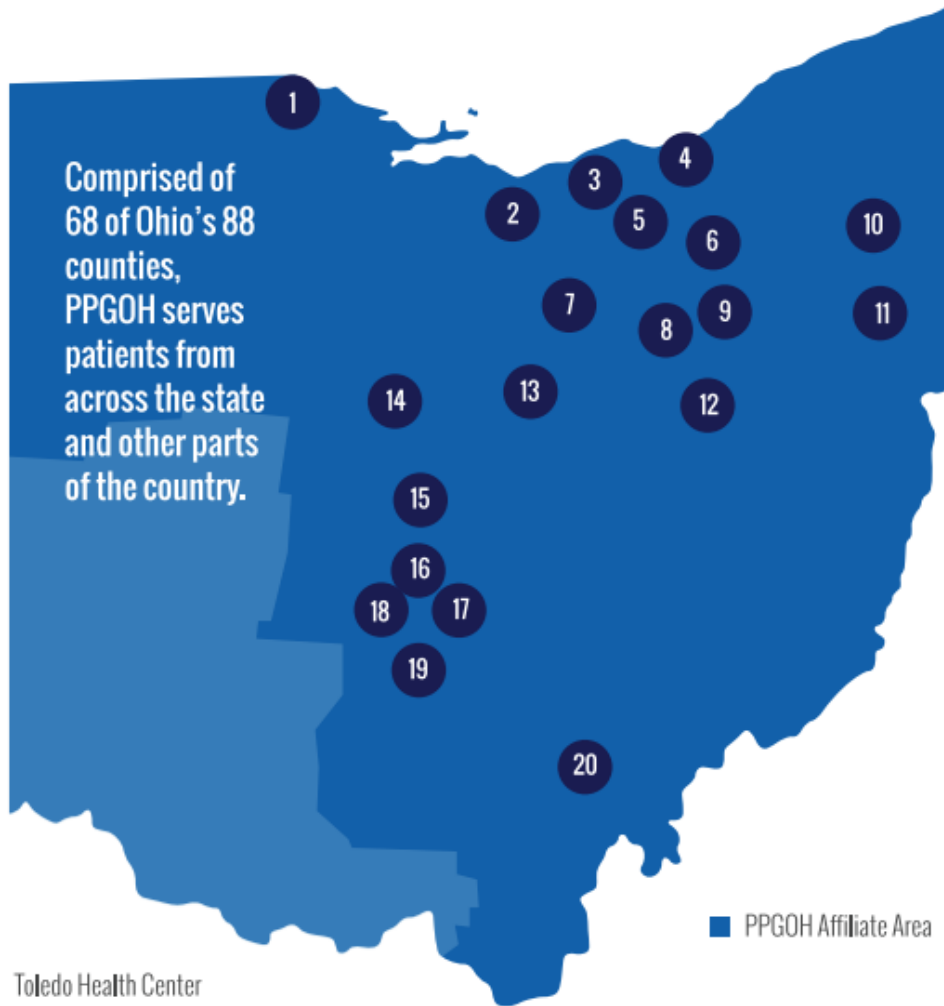 1
Comprised of
68 of Ohio's 88
counties,
PPGOH serves
patients from
across the state
and other parts
of the country.
2
3
4
5
6
7
8
9
10
11
12
13
14
15
16
17
18
19
20
PPGOH Affiliate Area
Toledo Health Center